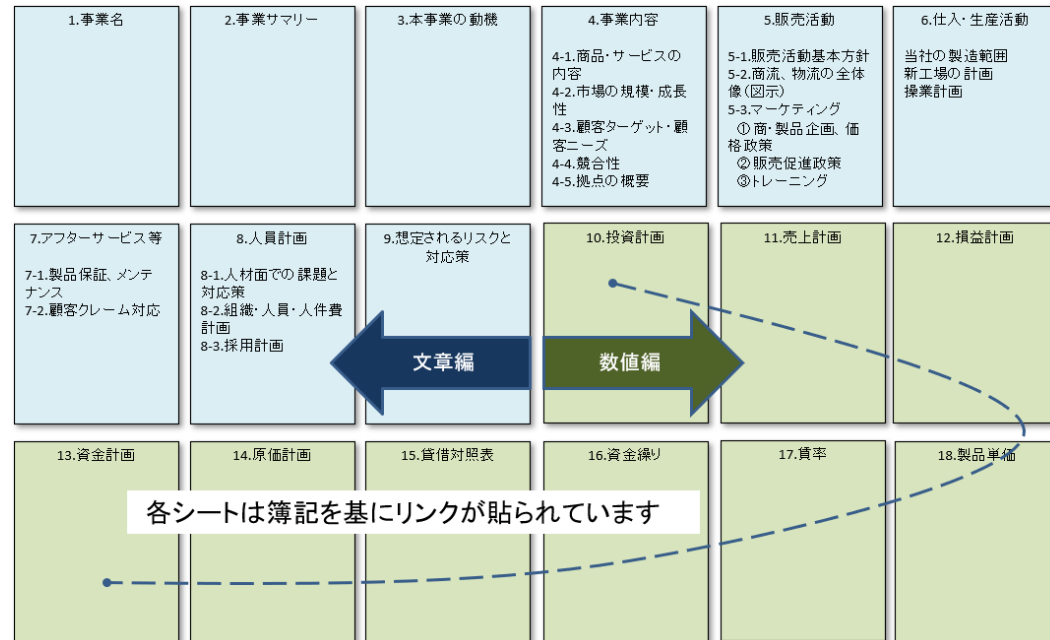 1.事業名
2.事業サマリー
3.本事業の動機
4.事業内容
4-1.商品・サービスの
内容
4-2.市場の規模・成長
性
4-3.顧客ターゲット・顧
客ニーズ
4-4.競合性
4-5.拠点の概要
5.販売活動
5-1.販売活動基本方針
5-2.商流、物流の全体
像(図示)
5-3.マーケティング
①商・製品企画、価
格政策
②販売促進政策
③トレーニング
6.仕入・生産活動
当社の製造範囲
新工場の計画
操業計画
7.アフターサービス等
7-1.製品保証、メンテ
ナンス
7-2.顧客クレーム対応
8.人員計画
8-1.人材面での課題と
対応策
8-2.組織・人員・人件費
計画
8-3.採用計画
9.想定されるリスクと
対応策
10.投資計画
11.売上計画
12.損益計画
文章編
数値編
13.資金計画
14.原価計画
15.貸借対照表
16.資金繰り
17.賃率
18.製品単価
各シートは簿記を基にリンクが貼られています